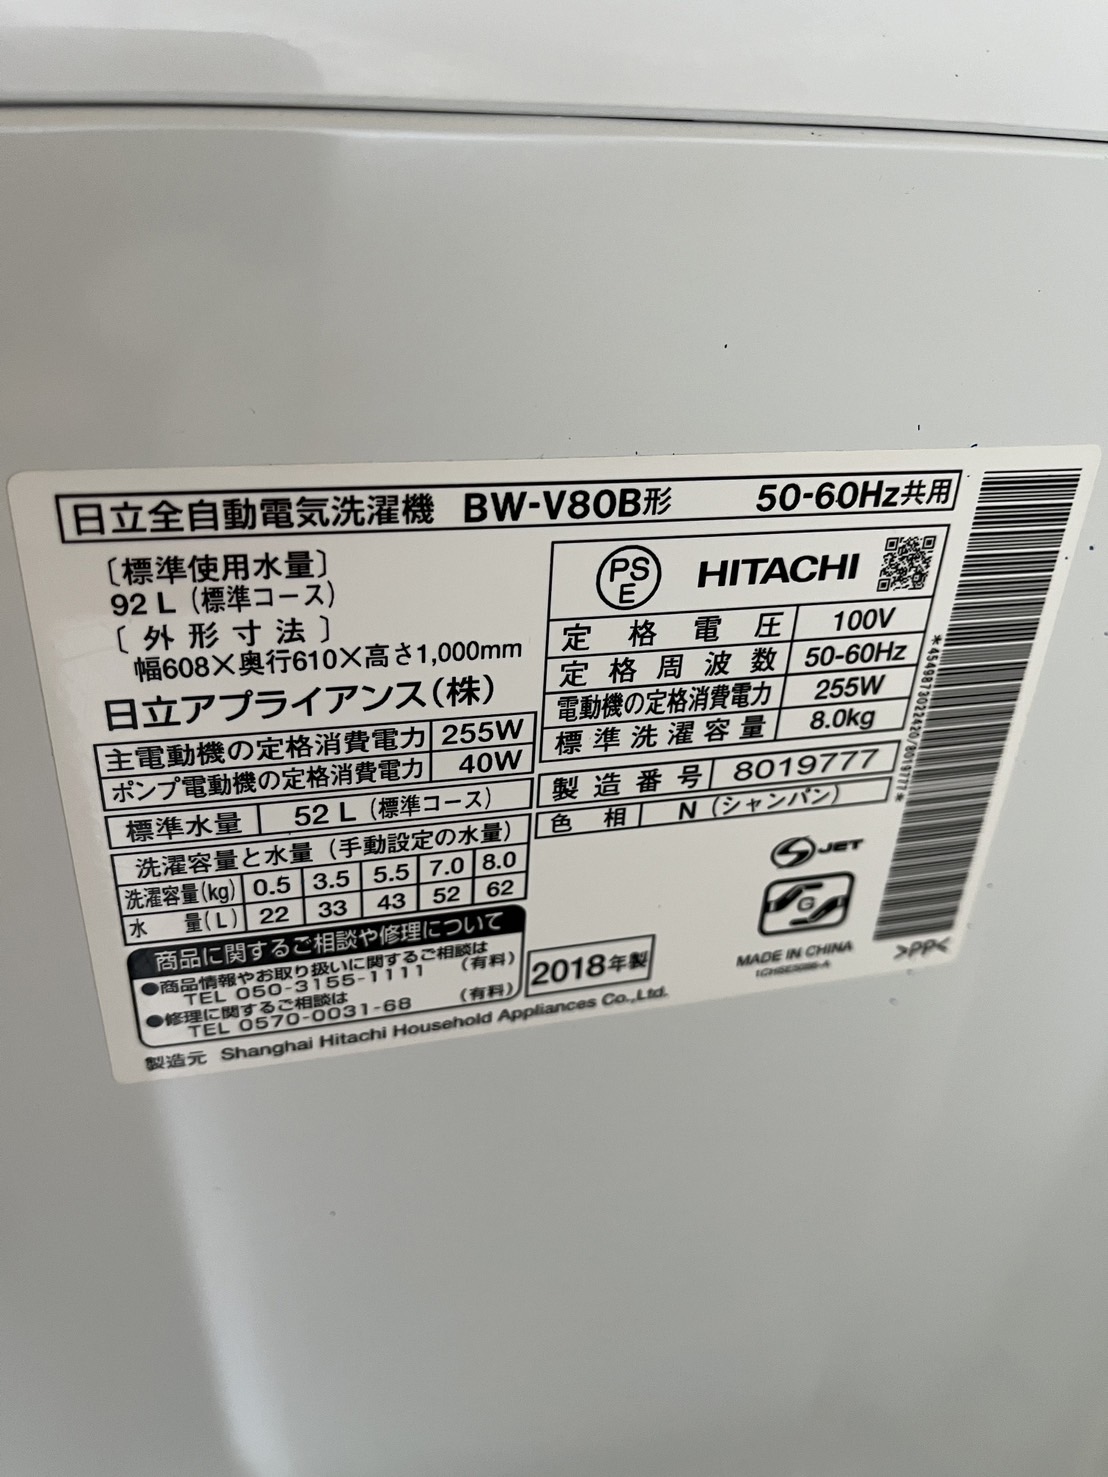 日立全自動電気洗濯機 BW-V80B形 50-60Hz共用
〔標準使用水量〕
92 L (標準コース)
〔外形寸法〕
幅608×奥行610×高さ1,000mm
日立アプライアンス(株)
主電動機の定格消費電力 255W
ポンプ電動機の定格消費電力 40W
標準水量 52 L (標準コース)
洗濯容量と水量 (手動設定の水量)
洗濯容量(kg) 0.5 3.5 5.5 7.0 8.0
水 量(L) 22 33 43 52 62
商品に関するご相談や修理について
●商品情報やお取り扱いに関するご相談は
TEL 050-3155-1111 (有料)
●修理に関するご相談は
TEL 0570-0031-68 (有料)
製造元 Shanghai Hitachi Household Appliances Co.,Ltd.
PS
E
HITACHI
定格電圧 100V
定格周波数 50-60Hz
電動機の定格消費電力 255W
標準洗濯容量 8.0kg
製造番号 8019777
色相 N (シャンパン)
JET
G
2018年製
MADE IN CHINA
*4549873022420/8019777*
>PP<